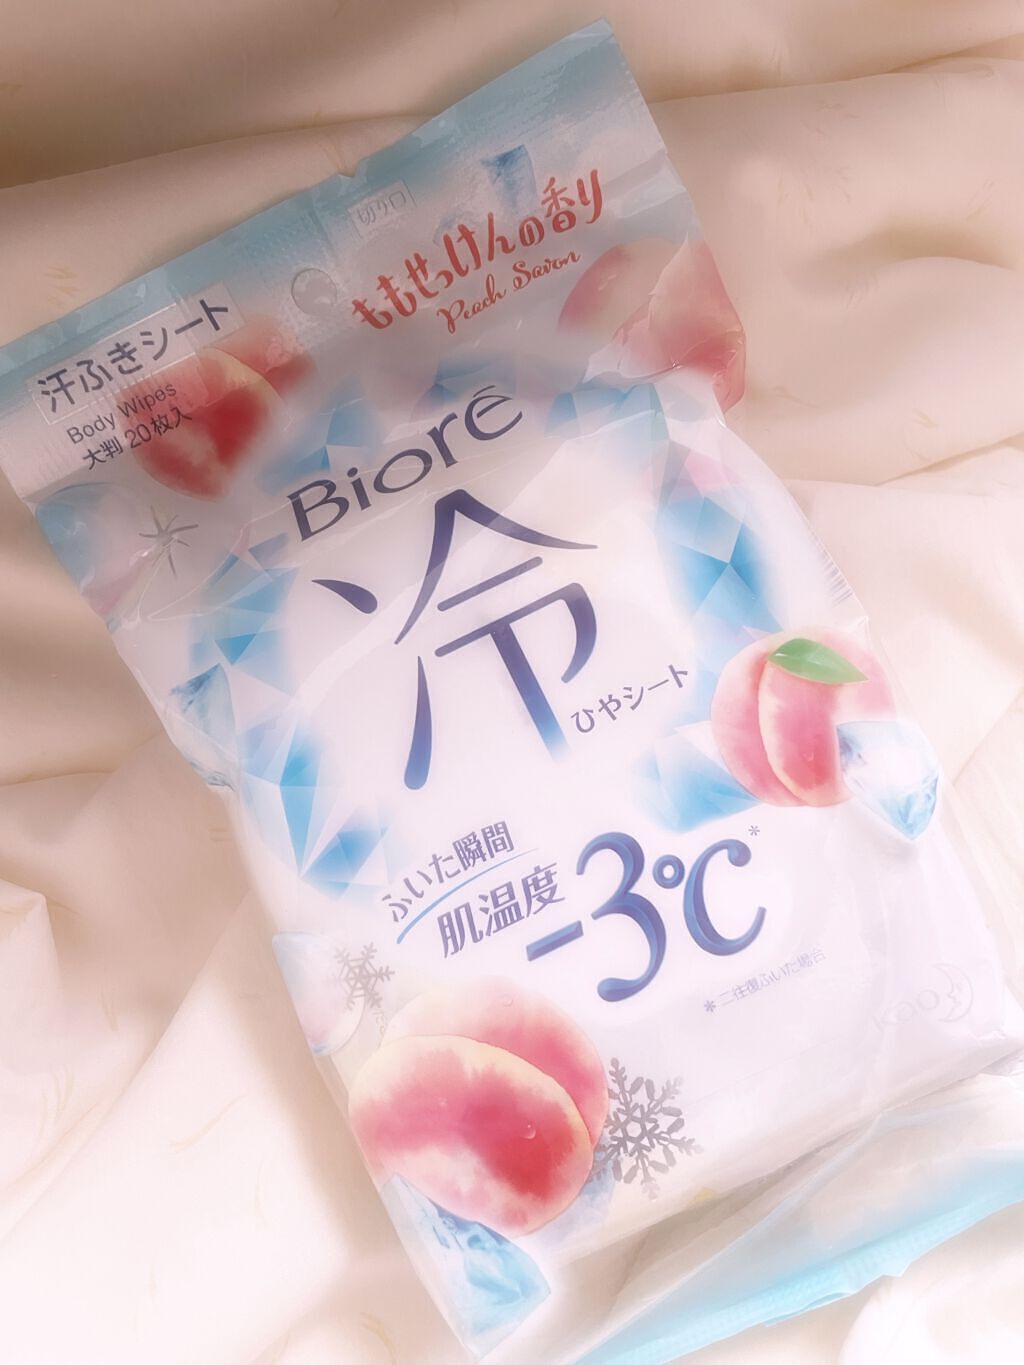 切り口
ももせっけんの香り
Peach Savon
汗ふきシート
Body Wipes
大判 20枚入
Bioré
冷
ひやシート
ふいた瞬間
肌温度 -3℃*
*二往復ふいた場合
Kao